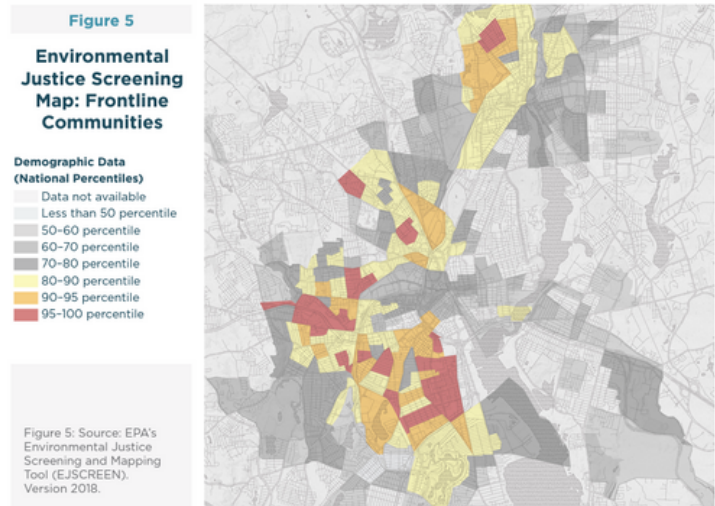 Figure 5
Environmental
Justice Screening
Map: Frontline
Communities
Demographic Data
(National Percentiles)
Data not available
Less than 50 percentile
50-60 percentile
60-70 percentile
70-80 percentile
80-90 percentile
90-95 percentile
95-100 percentile
Figure 5: Source: EPA's
Environmental Justice
Screening and Mapping
Tool (EJSCREEN).
Version 2018.